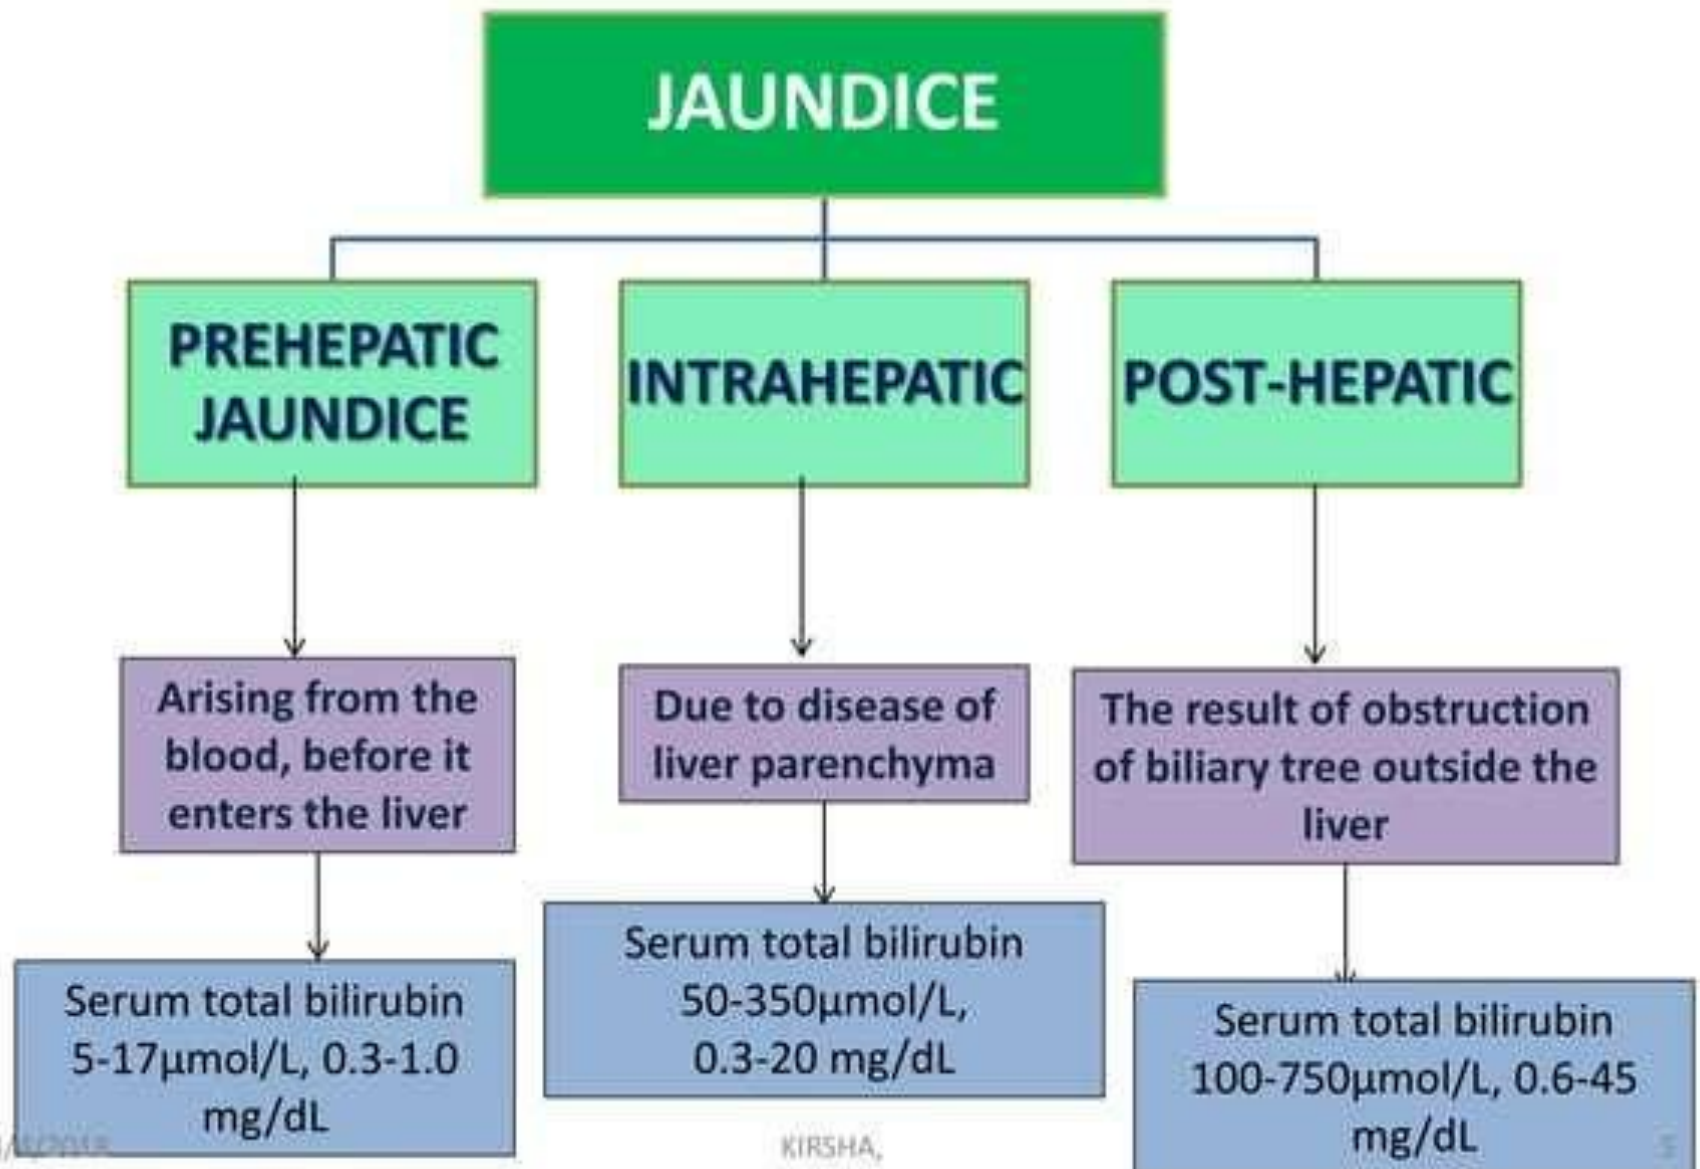 JAUNDICE
PREHEPATIC
JAUNDICE
INTRAHEPATIC
POST-HEPATIC
Arising from the
blood, before it
enters the liver
Due to disease of
liver parenchyma
The result of obstruction
of biliary tree outside the
liver
Serum total bilirubin
5-17µmol/L, 0.3-1.0
mg/dL
Serum total bilirubin
50-350µmol/L,
0.3-20 mg/dL
Serum total bilirubin
100-750µmol/L, 0.6-45
mg/dL
KIRSHA,
5